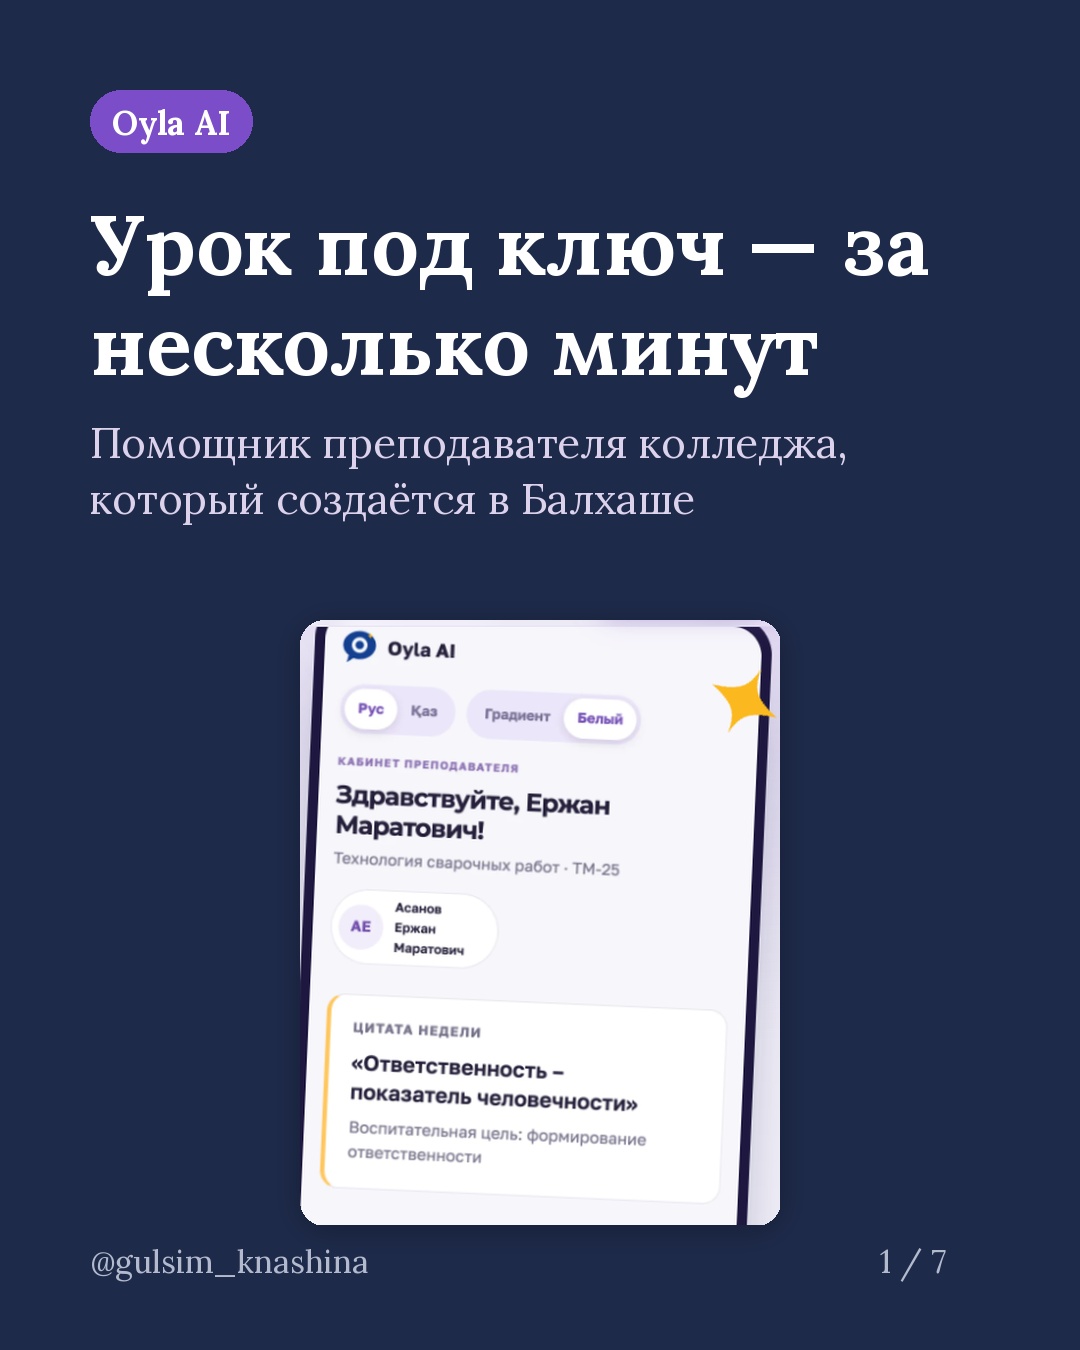 Oyla AI
Урок под ключ — за
несколько минут
Помощник преподавателя колледжа,
который создаётся в Балхаше
Oyla AI
Рус Қаз Градиент Белый
КАБИНЕТ ПРЕПОДАВАТЕЛЯ
Здравствуйте, Ержан
Маратович!
Технология сварочных работ · ТМ-25
АЕ
Асанов
Ержан
Маратович
ЦИТАТА НЕДЕЛИ
«Ответственность –
показатель человечности»
Воспитательная цель: формирование
ответственности
@gulsim_knashina
1 / 7